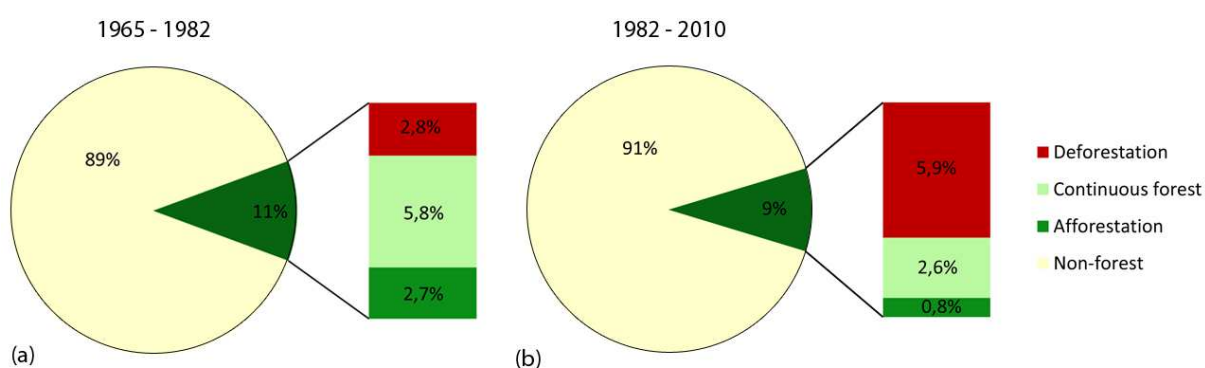 1965 - 1982
89%
11%
2,8%
5,8%
2,7%
(a)
1982 - 2010
91%
9%
5,9%
2,6%
0,8%
(b)
Deforestation
Continuous forest
Afforestation
Non-forest